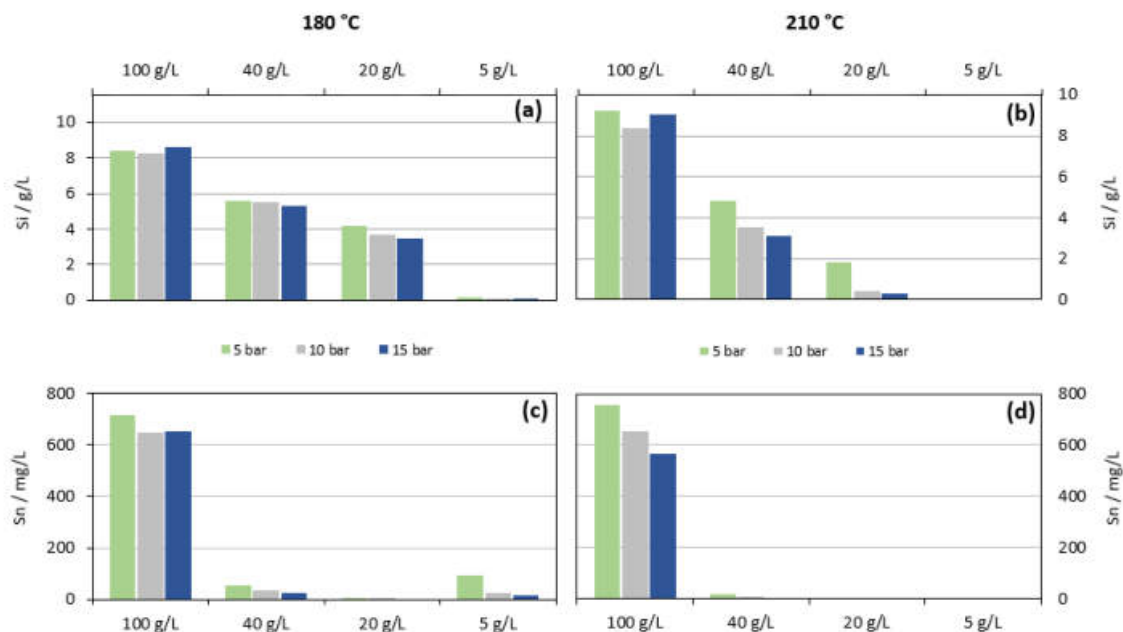 180 °C 210 °C
100 g/L 40 g/L 20 g/L 5 g/L 100 g/L 40 g/L 20 g/L 5 g/L
(a) (b)
10 10
8 8
6 6
4 4
2 2
0 0
Si / g/L Si / g/L
5 bar 10 bar 15 bar 5 bar 10 bar 15 bar
800 (c) (d) 800
600 600
400 400
200 200
0 0
Sn / mg/L Sn / mg/L
100 g/L 40 g/L 20 g/L 5 g/L 100 g/L 40 g/L 20 g/L 5 g/L